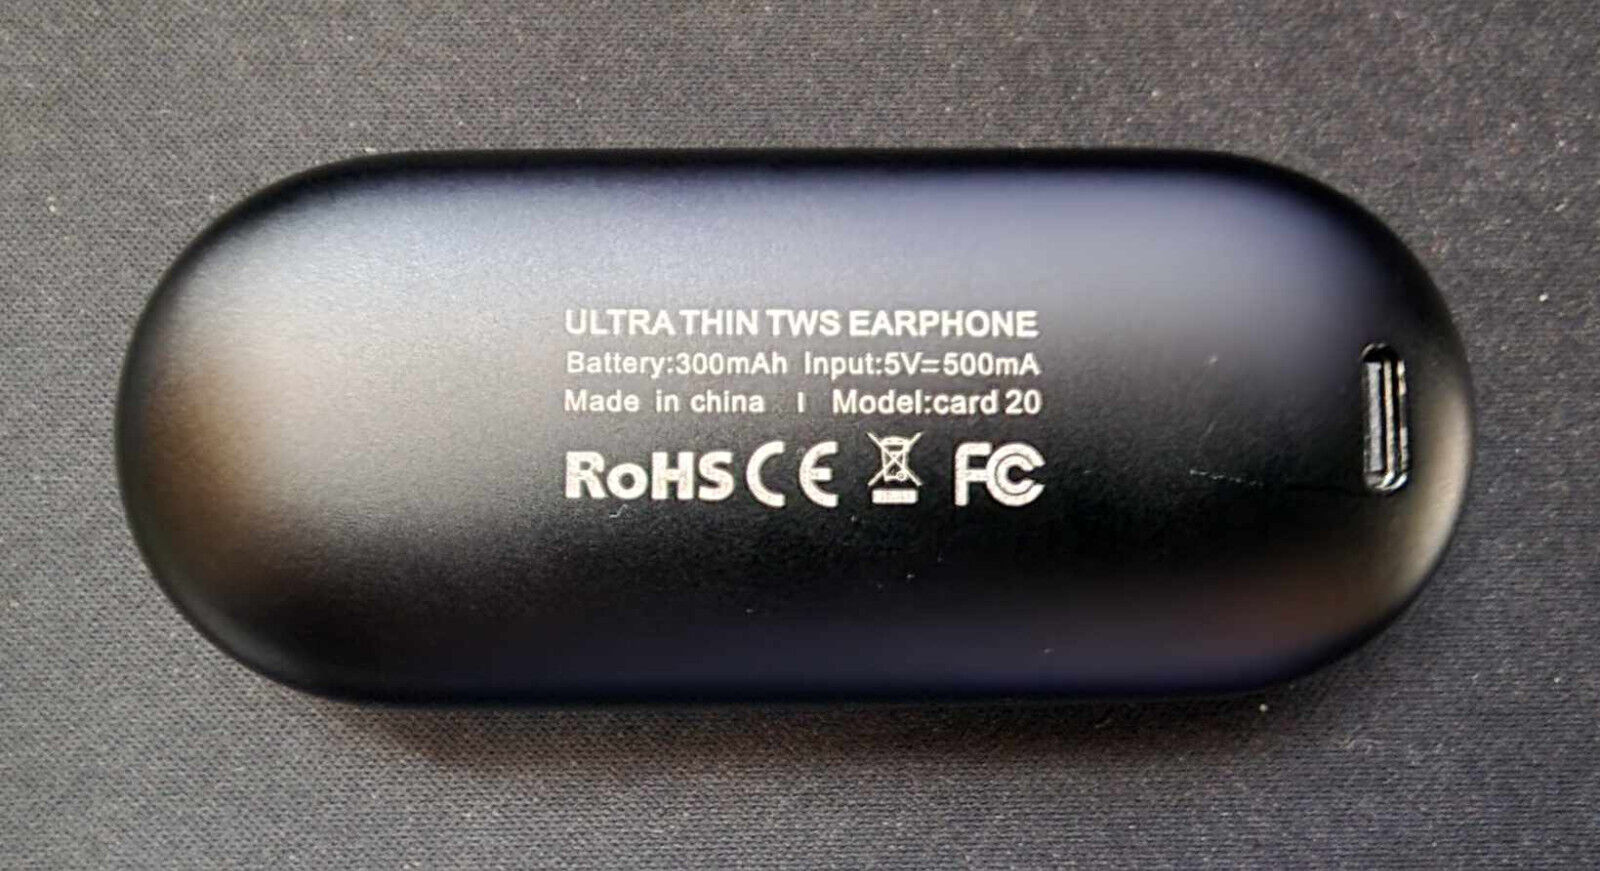 ULTRA THIN TWS EARPHONE
Battery:300mAh Input:5V=500mA
Made in china | Model:card 20
RoHS CE FC